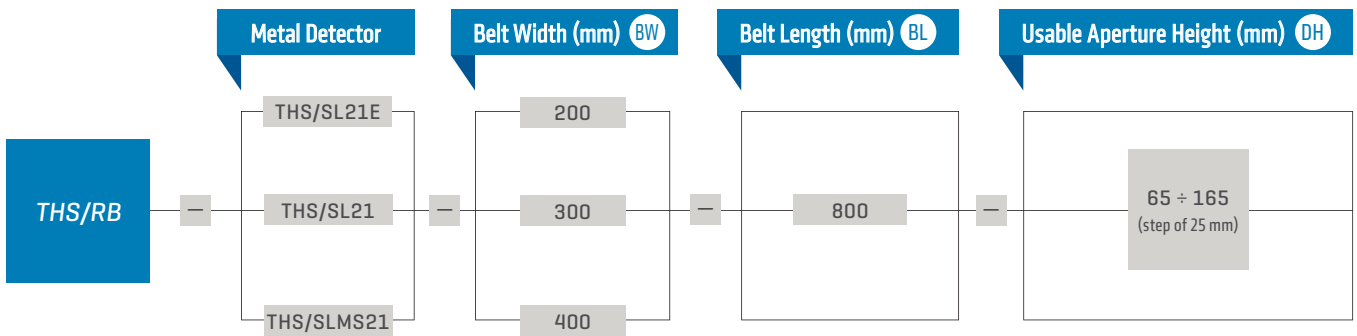 Metal Detector
Belt Width (mm) BW
Belt Length (mm) BL
Usable Aperture Height (mm) DH
THS/RB
—
THS/SL21E
THS/SL21
THS/SLMS21
—
200
300
400
—
800
—
65 ÷ 165
(step of 25 mm)